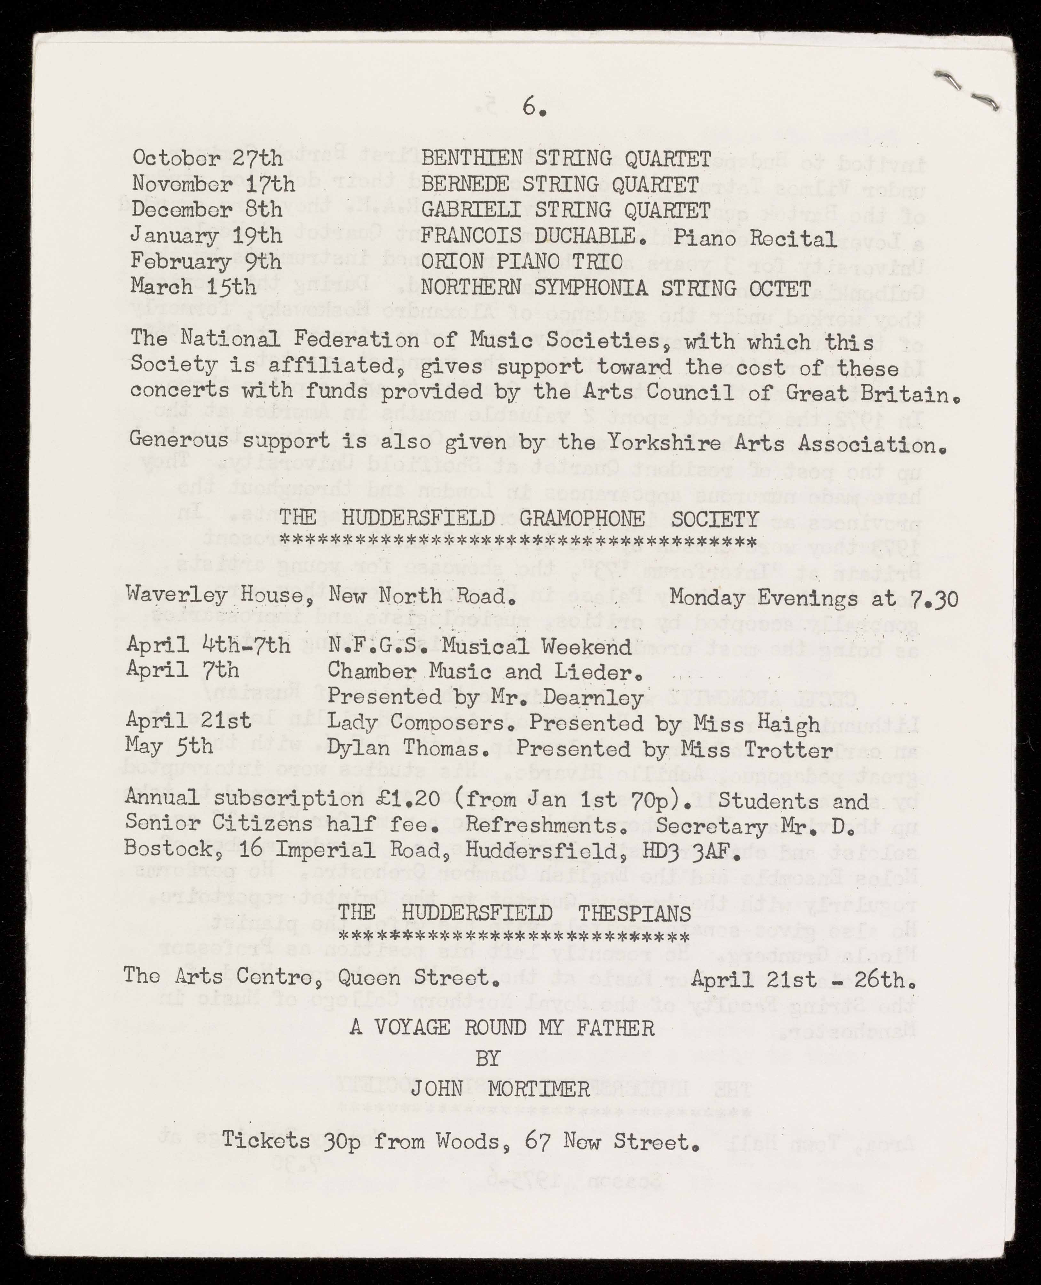 6.
October 27th BENTHIEN STRING QUARTET
November 17th BERNEDE STRING QUARTET
December 8th GABRIELI STRING QUARTET
January 19th FRANCOIS DUCHABLE. Piano Recital
February 9th ORION PIANO TRIO
March 15th NORTHERN SYMPHONIA STRING OCTET
The National Federation of Music Societies, with which this
Society is affiliated, gives support toward the cost of these
concerts with funds provided by the Arts Council of Great Britain.
Generous support is also given by the Yorkshire Arts Association.
THE HUDDERSFIELD GRAMOPHONE SOCIETY
**************************************
Waverley House, New North Road. Monday Evenings at 7.30
April 4th-7th N.F.G.S. Musical Weekend
April 7th Chamber Music and Lieder.
Presented by Mr. Dearnley
April 21st Lady Composers. Presented by Miss Haigh
May 5th Dylan Thomas. Presented by Miss Trotter
Annual subscription £1.20 (from Jan 1st 70p). Students and
Senior Citizens half fee. Refreshments. Secretary Mr. D.
Bostock, 16 Imperial Road, Huddersfield, HD3 3AF.
THE HUDDERSFIELD THESPIANS
****************************
The Arts Centre, Queen Street. April 21st - 26th.
A VOYAGE ROUND MY FATHER
BY
JOHN MORTIMER
Tickets 30p from Woods, 67 New Street.